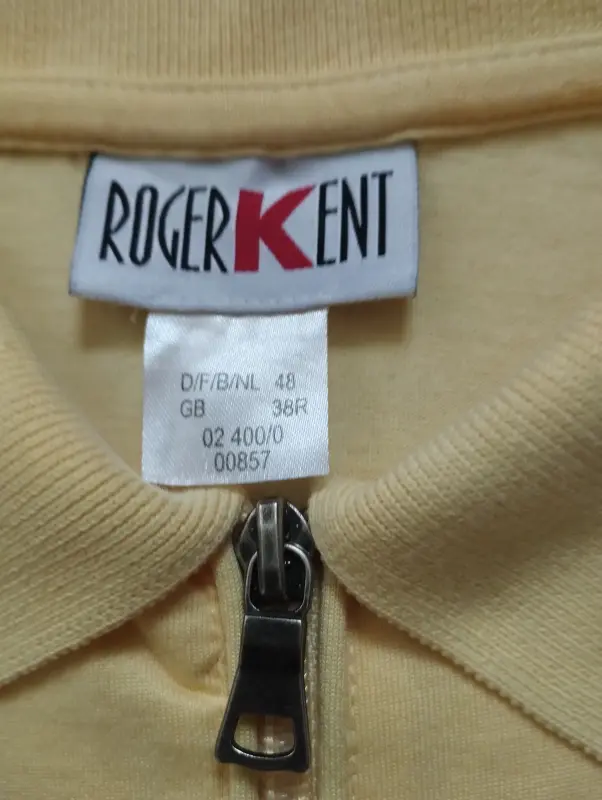 ROGERKENT
D/F/B/NL 48
GB 38R
02 400/0
00857